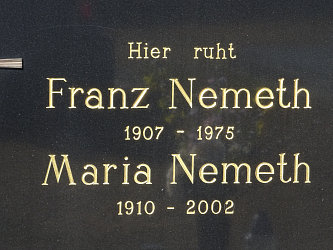 Hier ruht
Franz Nemeth
1907 - 1975
Maria Nemeth
1910 - 2002